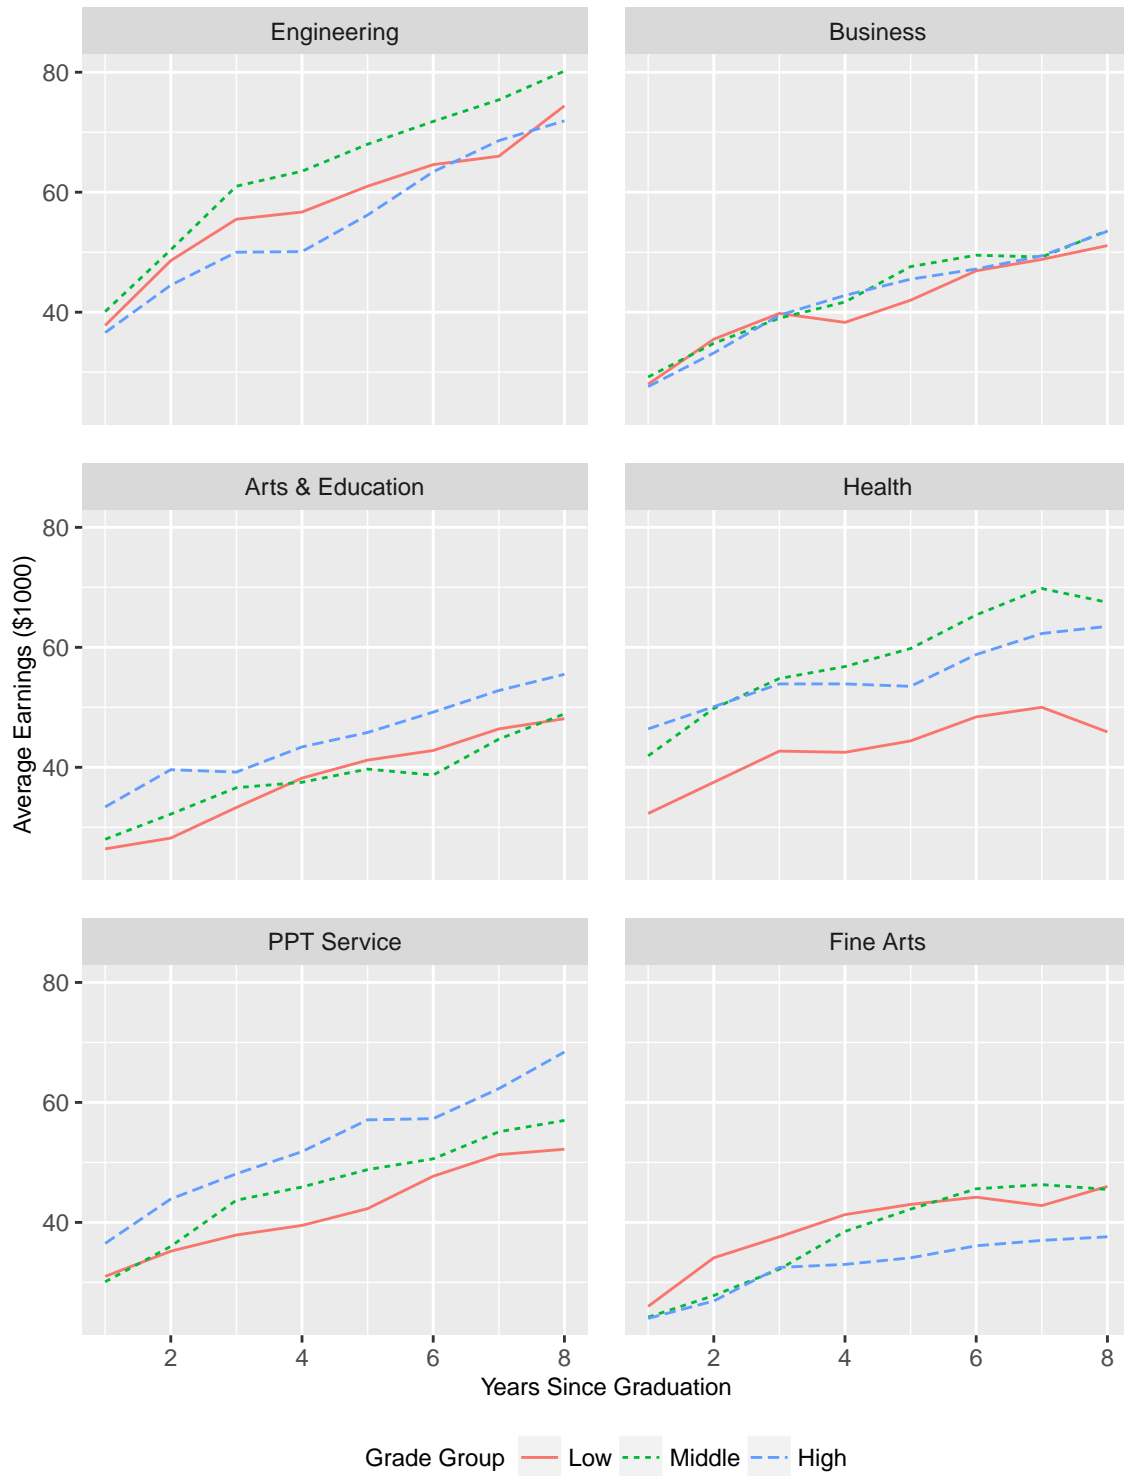 Engineering
Business
80
60
40
Arts & Education
Health
80
60
40
Average Earnings ($1000)
PPT Service
Fine Arts
80
60
40
2 4 6 8
2 4 6 8
Years Since Graduation
Grade Group Low Middle High